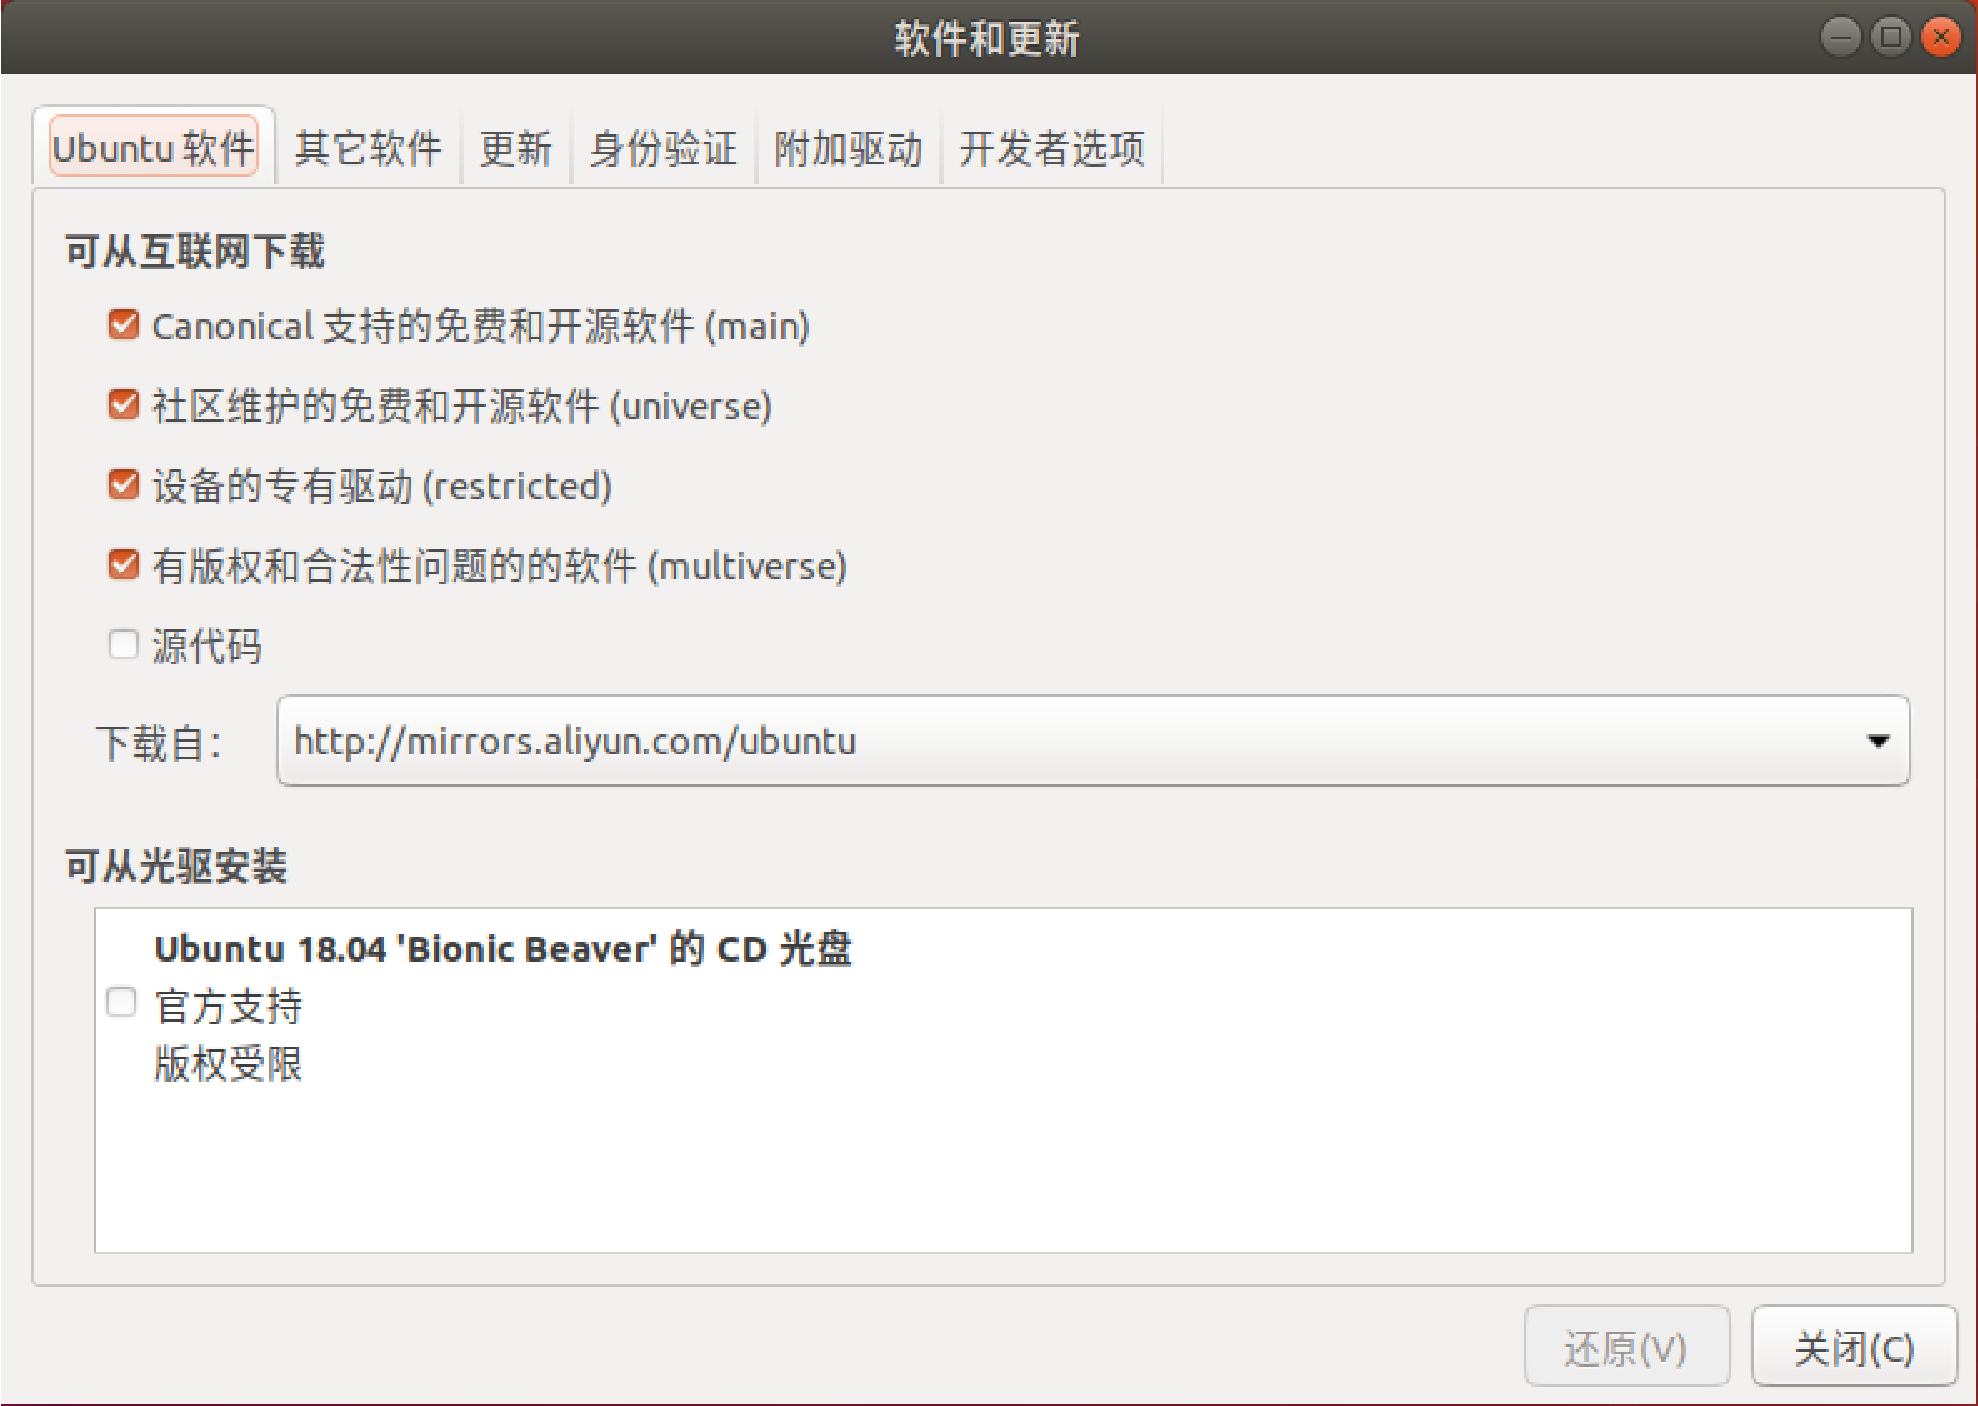 软件和更新
Ubuntu 软件 其它软件 更新 身份验证 附加驱动 开发者选项
可从互联网下载
Canonical 支持的免费和开源软件 (main)
社区维护的免费和开源软件 (universe)
设备的专有驱动 (restricted)
有版权和合法性问题的的软件 (multiverse)
源代码
下载自： http://mirrors.aliyun.com/ubuntu
可从光驱安装
Ubuntu 18.04 'Bionic Beaver' 的 CD 光盘
官方支持
版权受限
还原(V) 关闭(C)